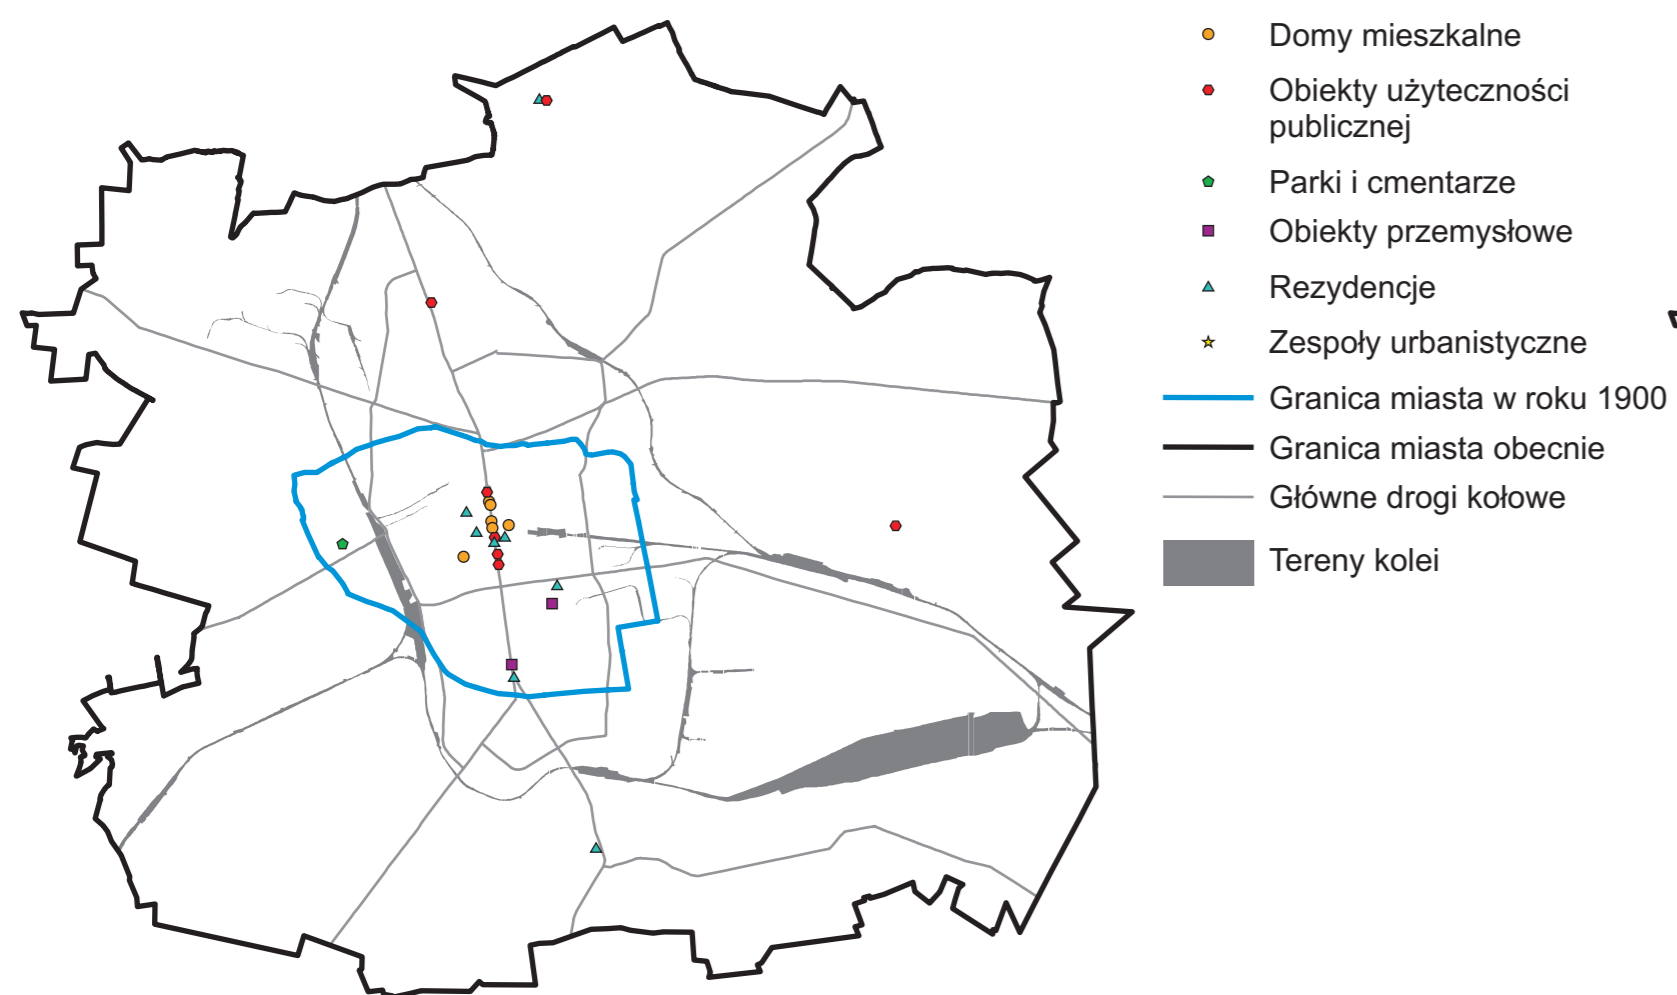 Domy mieszkalne
Obiekty użyteczności
publicznej
Parki i cmentarze
Obiekty przemysłowe
Rezydencje
Zespoły urbanistyczne
Granica miasta w roku 1900
Granica miasta obecnie
Główne drogi kołowe
Tereny kolei